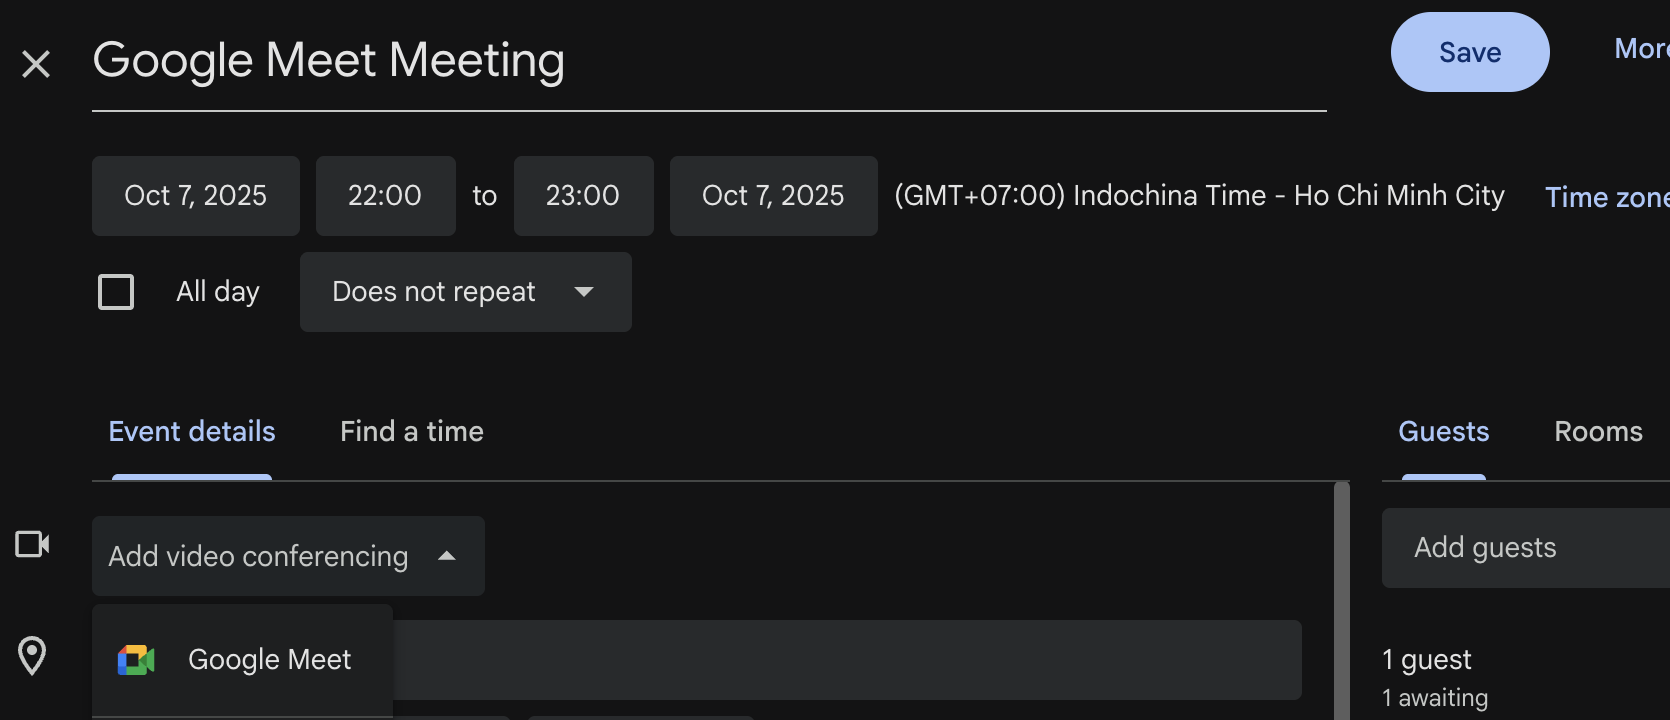 Google Meet Meeting
Save
More
Oct 7, 2025 22:00 to 23:00 Oct 7, 2025 (GMT+07:00) Indochina Time - Ho Chi Minh City Time zone
All day Does not repeat
Event details Find a time
Guests Rooms
Add video conferencing
Add guests
Google Meet
1 guest
1 awaiting